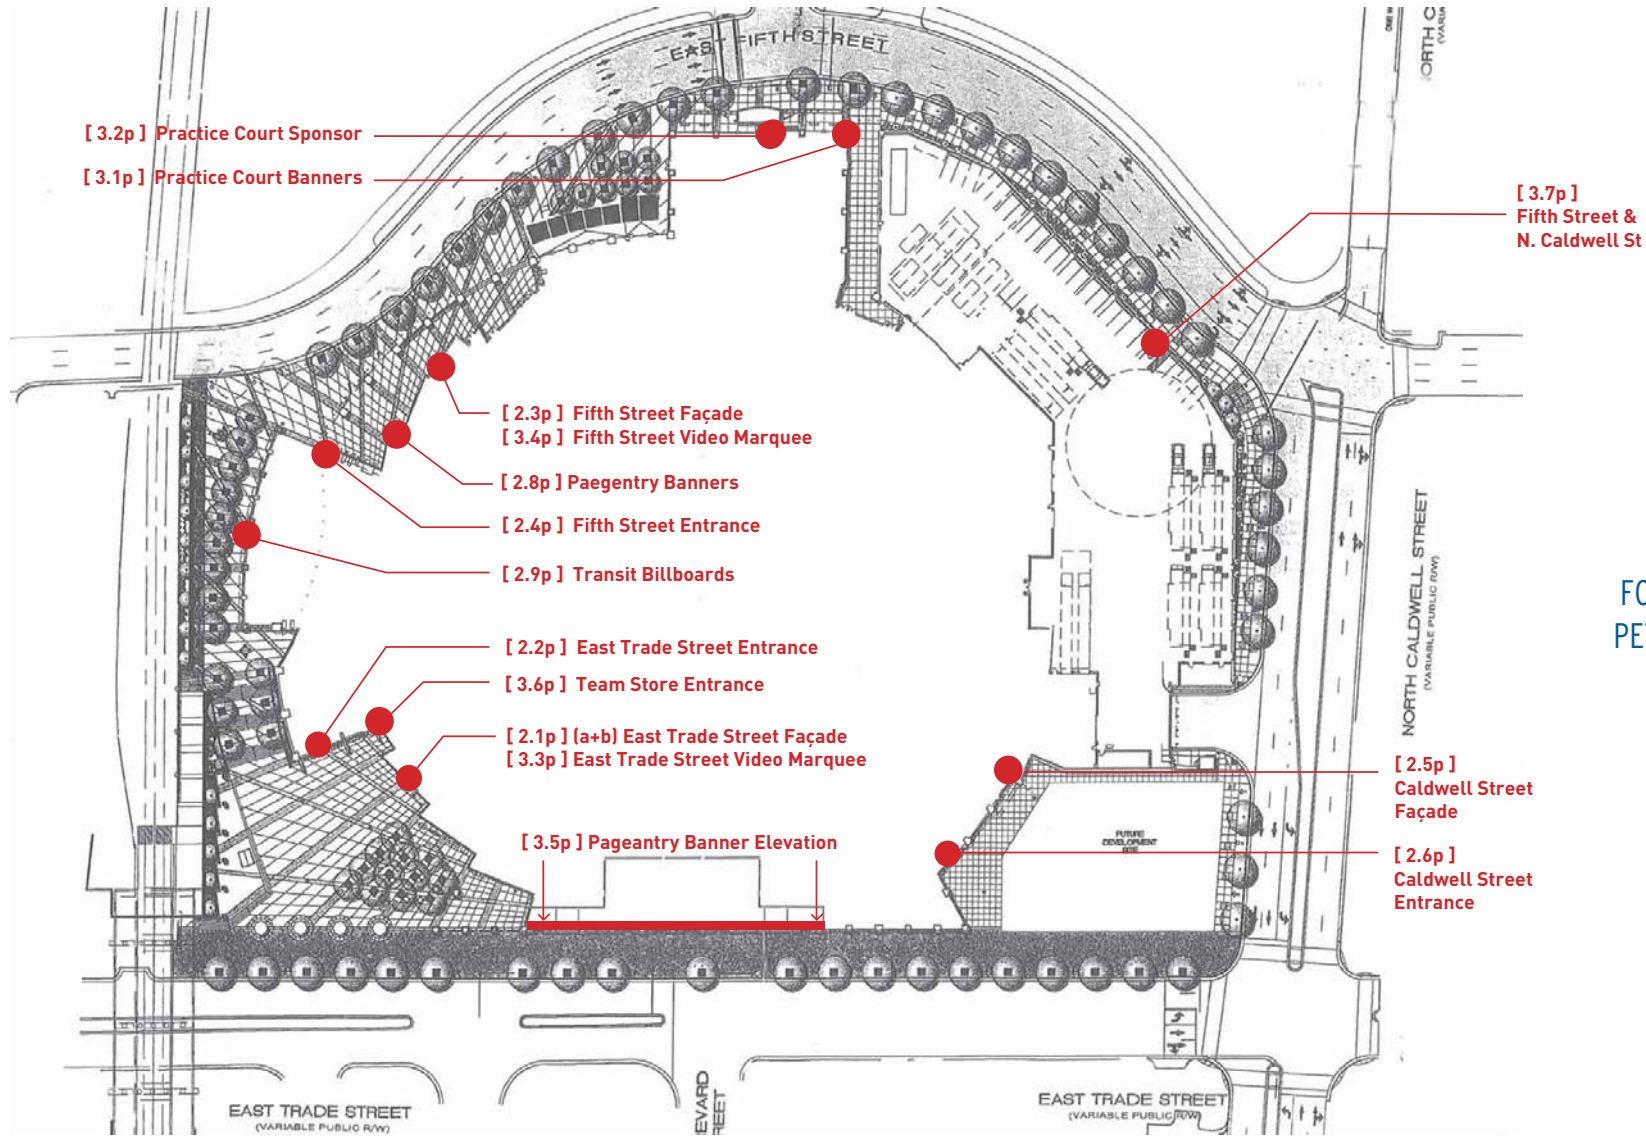 EAST FIFTH STREET
[ 3.2p ] Practice Court Sponsor
[ 3.1p ] Practice Court Banners
[ 3.7p ]
Fifth Street &
N. Caldwell St
[ 2.3p ] Fifth Street Façade
[ 3.4p ] Fifth Street Video Marquee
[ 2.8p ] Paegentry Banners
[ 2.4p ] Fifth Street Entrance
[ 2.9p ] Transit Billboards
[ 2.2p ] East Trade Street Entrance
[ 3.6p ] Team Store Entrance
[ 2.1p ] (a+b) East Trade Street Façade
[ 3.3p ] East Trade Street Video Marquee
[ 3.5p ] Pageantry Banner Elevation
[ 2.5p ]
Caldwell Street
Façade
[ 2.6p ]
Caldwell Street
Entrance
FUTURE
DEVELOPMENT
SITE
NORTH CALDWELL STREET
(VARIABLE PUBLIC R/W)
EAST TRADE STREET
(VARIABLE PUBLIC R/W)
EAST TRADE STREET
(VARIABLE PUBLIC R/W)